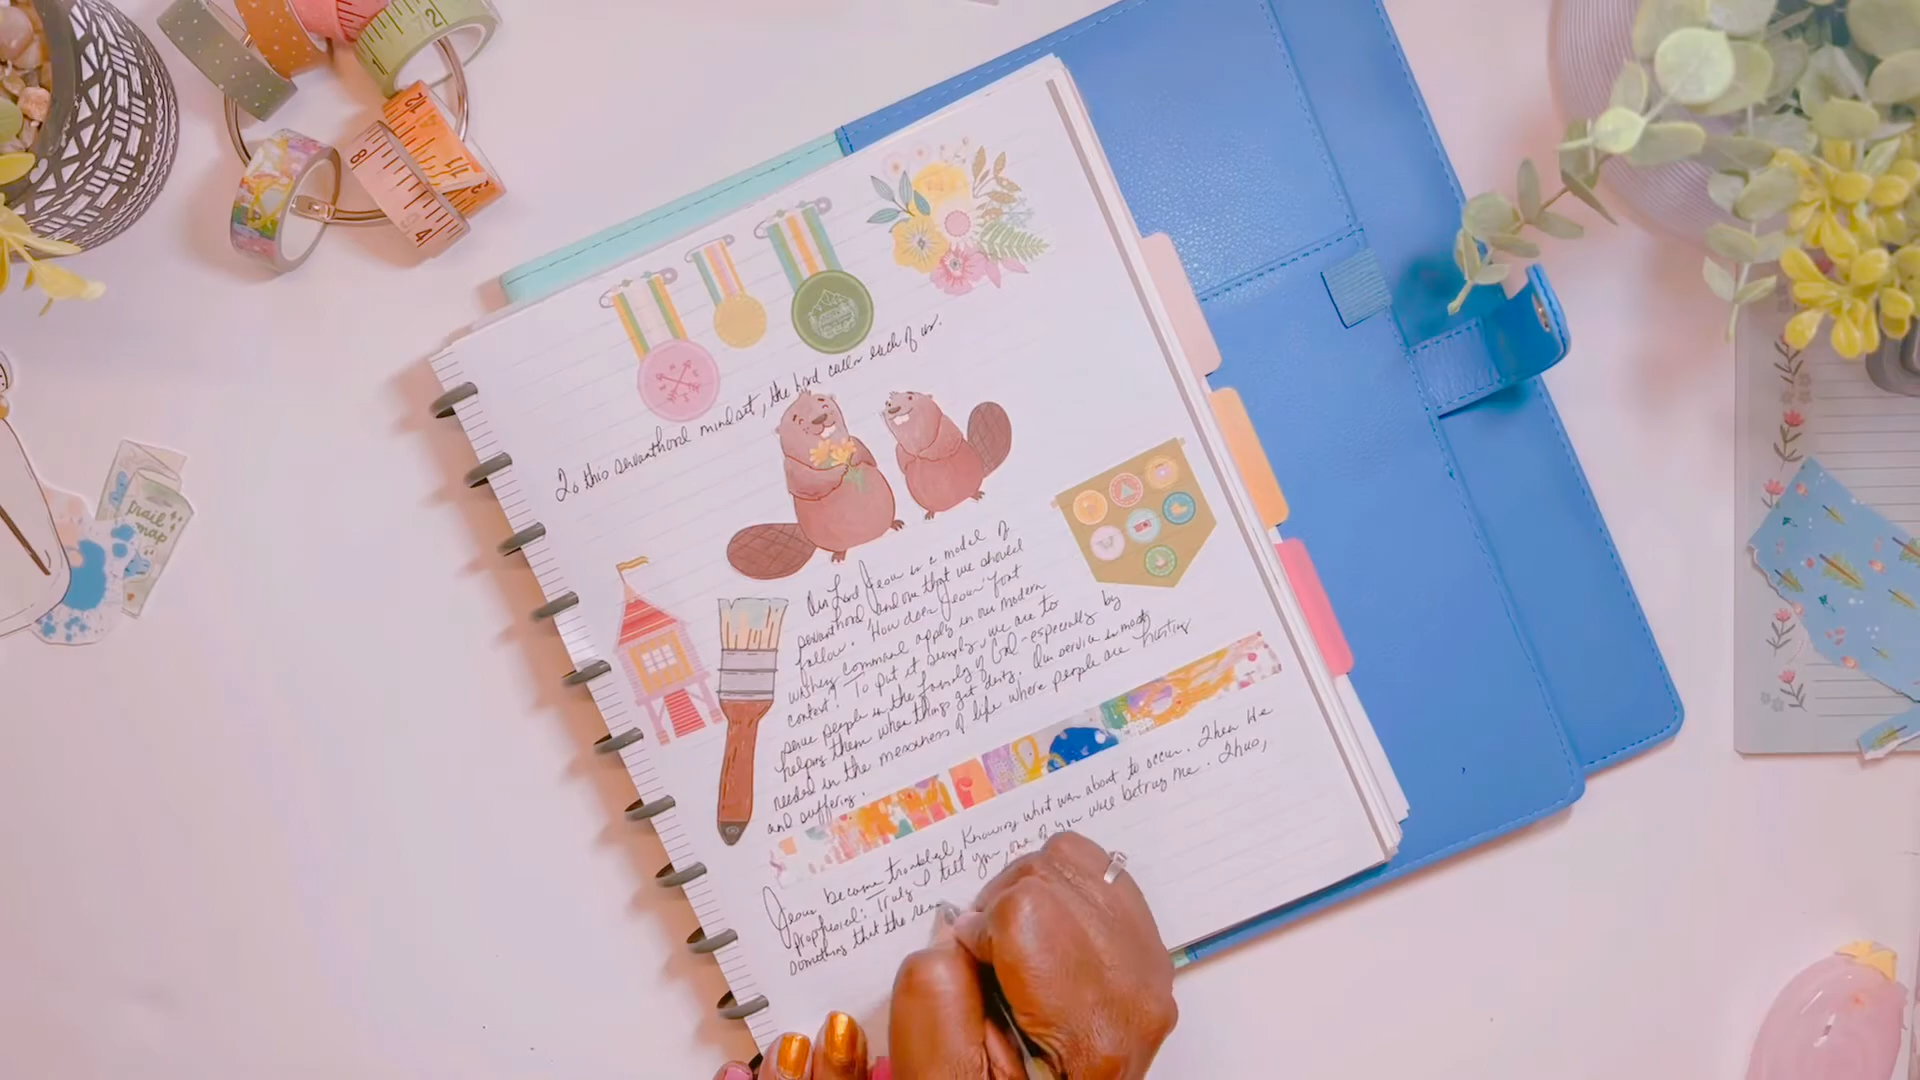 To this servanthood mindset, the Lord calls each of us.
Our Lord Jesus is a model of
servanthood and one that we should
follow. How does Jesus' foot
washing command apply in our modern
context? To put it simply, we are to
serve people in the family of God - especially by
helping them when things get dirty. Our service is most
needed in the messiness of life where people are hurting
and suffering.
Jesus became troubled, knowing what was about to occur. Then He
prophesied: Truly I tell you, one of you will betray Me. Thus,
something that the
trail
map